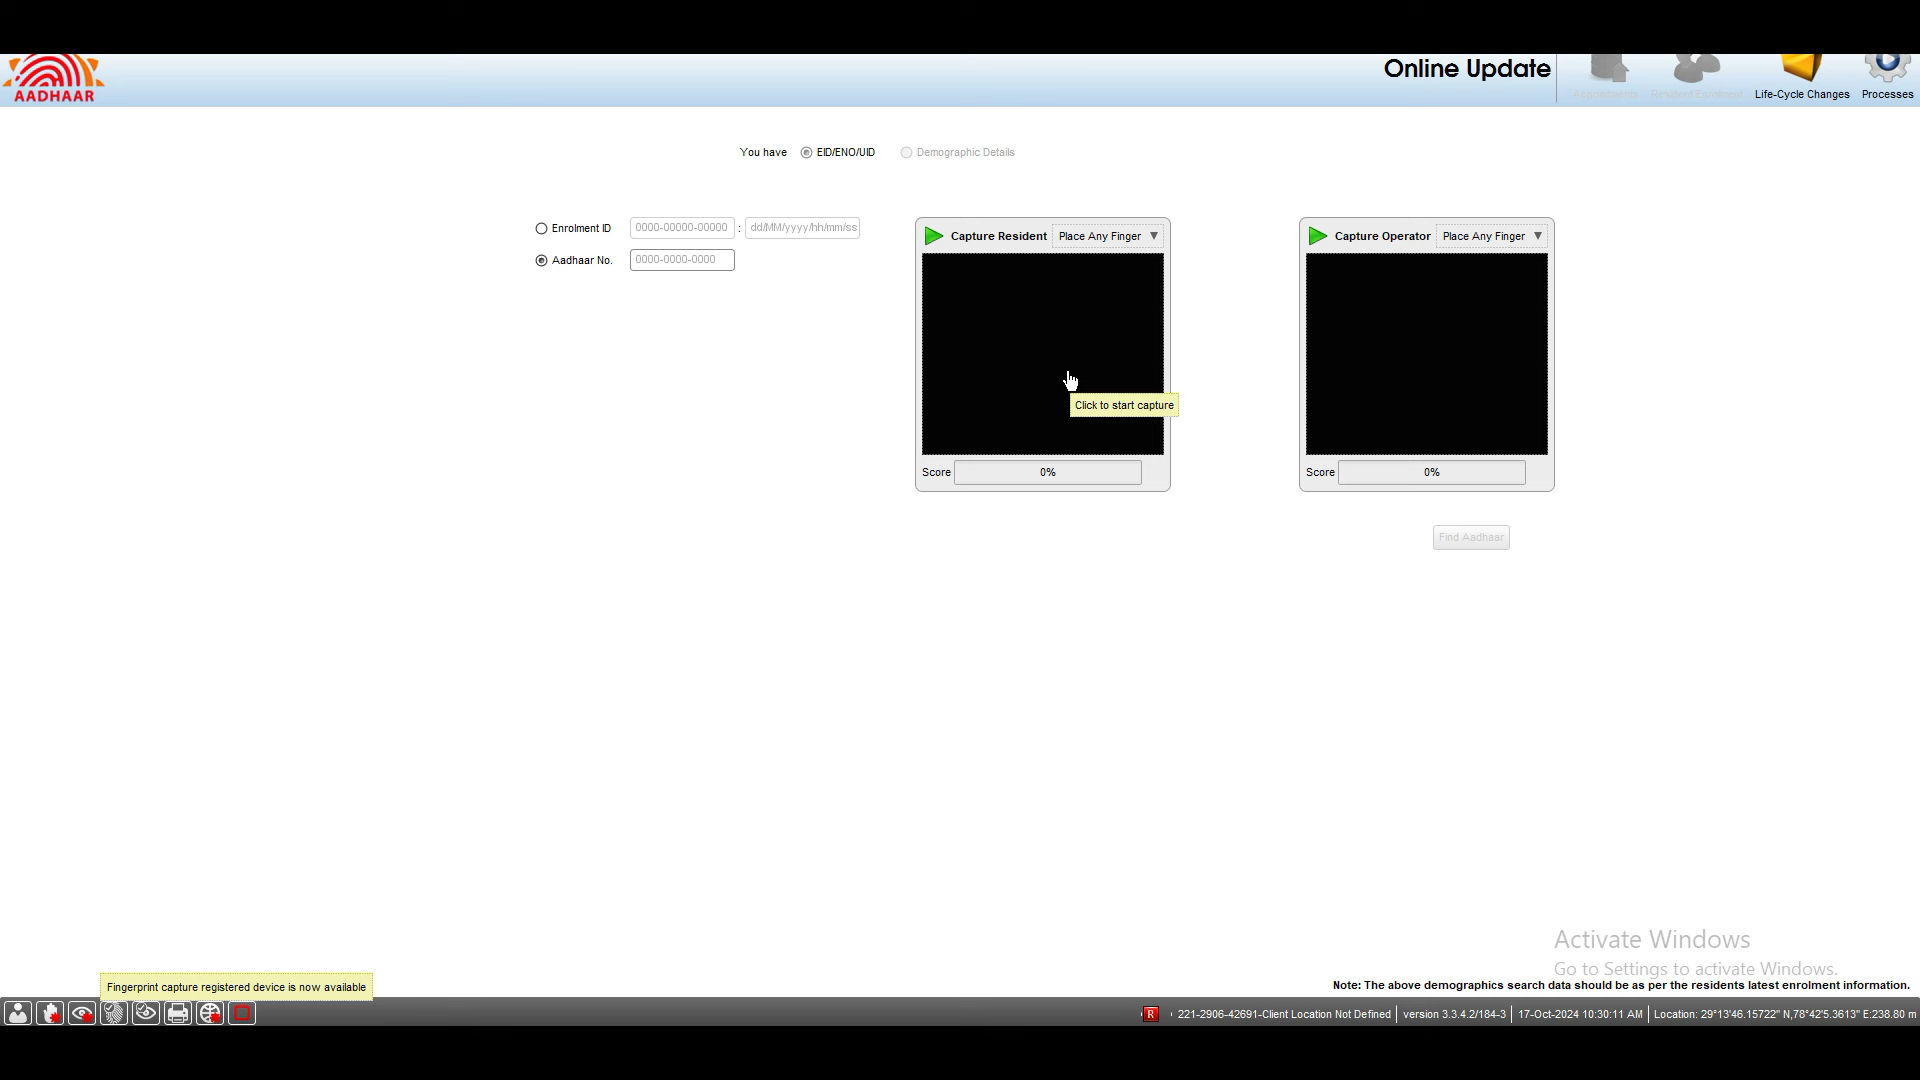 AADHAAR
Online Update
Appointments
Resident Enrolment
Life-Cycle Changes
Processes
You have EID/ENO/UID Demographic Details
Enrolment ID 0000-00000-00000 : dd/MM/yyyy/hh/mm/ss
Aadhaar No. 0000-0000-0000
Capture Resident Place Any Finger
Click to start capture
Score 0%
Capture Operator Place Any Finger
Score 0%
Find Aadhaar
Activate Windows
Go to Settings to activate Windows.
Note: The above demographics search data should be as per the residents latest enrolment information.
Fingerprint capture registered device is now available
R 221-2906-42691-Client Location Not Defined version 3.3.4.2/184-3 17-Oct-2024 10:30:11 AM Location: 29°13'46.15722" N,78°42'5.3613" E:238.80 m